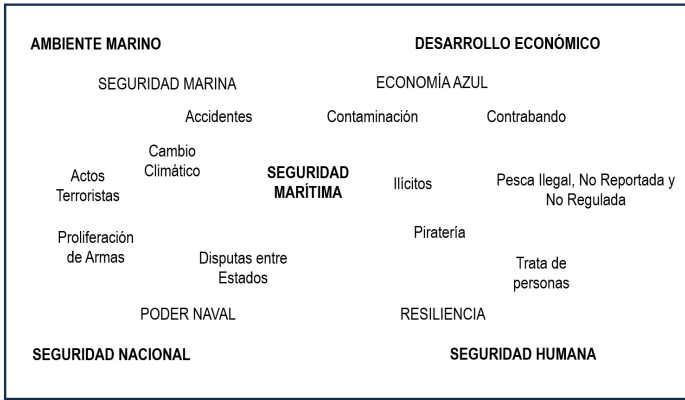 AMBIENTE MARINO
DESARROLLO ECONÓMICO
SEGURIDAD MARINA
ECONOMÍA AZUL
Accidentes
Contaminación
Contrabando
Cambio
Climático
SEGURIDAD
MARÍTIMA
Actos
Terroristas
Ilícitos
Pesca Ilegal, No Reportada y
No Regulada
Proliferación
de Armas
Piratería
Disputas entre
Estados
Trata de
personas
PODER NAVAL
RESILIENCIA
SEGURIDAD NACIONAL
SEGURIDAD HUMANA